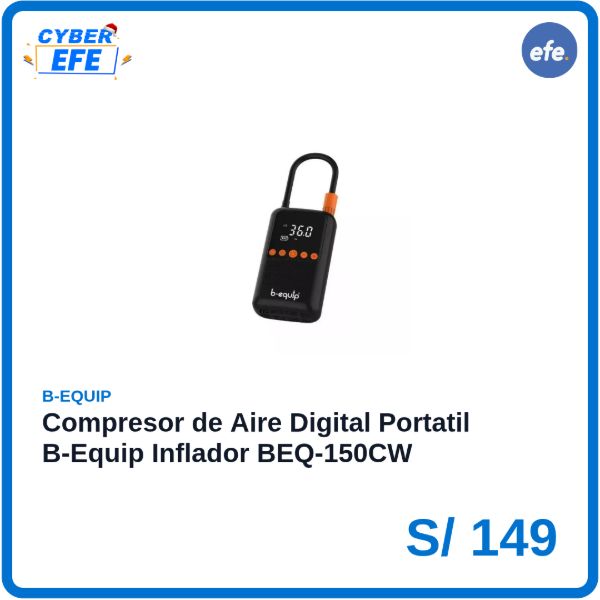 CYBER
EFE
efe.
36.0
b-equip
B-EQUIP
Compresor de Aire Digital Portatil
B-Equip Inflador BEQ-150CW
S/ 149